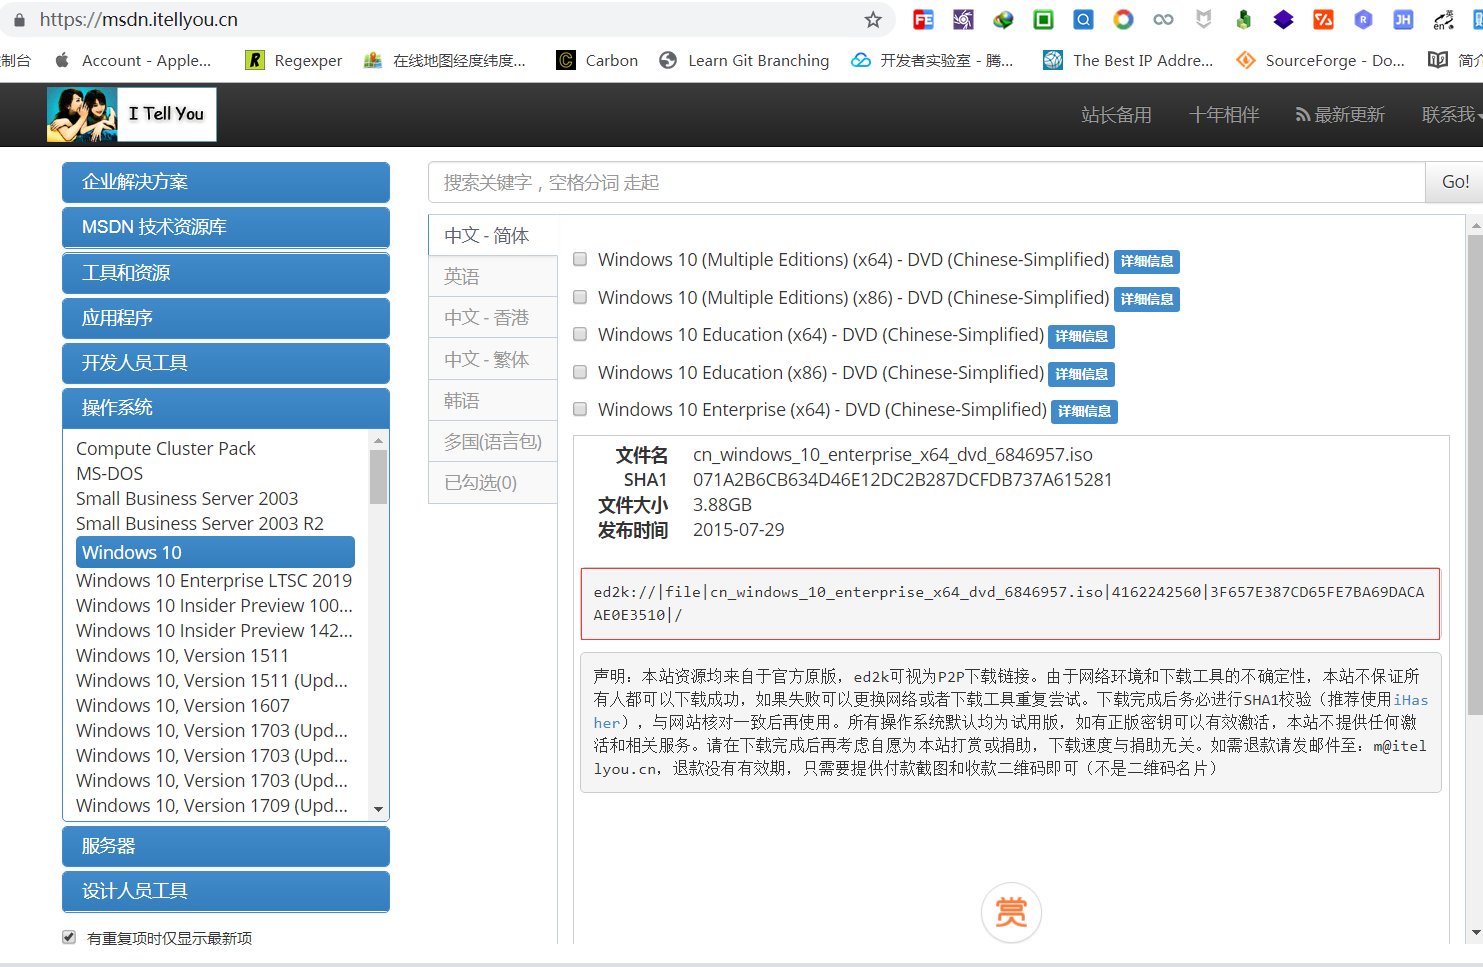 https://msdn.itellyou.cn
制台 Account - Apple... Regexper 在线地图经度纬度... Carbon Learn Git Branching 开发者实验室 - 腾... The Best IP Addre... SourceForge - Do... 简介
I Tell You 站长备用 十年相伴 最新更新 联系我
企业解决方案
MSDN 技术资源库
工具和资源
应用程序
开发人员工具
操作系统
Compute Cluster Pack
MS-DOS
Small Business Server 2003
Small Business Server 2003 R2
Windows 10
Windows 10 Enterprise LTSC 2019
Windows 10 Insider Preview 100...
Windows 10 Insider Preview 142...
Windows 10, Version 1511
Windows 10, Version 1511 (Upd...
Windows 10, Version 1607
Windows 10, Version 1703 (Upd...
Windows 10, Version 1703 (Upd...
Windows 10, Version 1703 (Upd...
Windows 10, Version 1709 (Upd...
服务器
设计人员工具
有重复项时仅显示最新项
搜索关键字，空格分词 走起 Go!
中文 - 简体
英语
中文 - 香港
中文 - 繁体
韩语
多国(语言包)
已勾选(0)
Windows 10 (Multiple Editions) (x64) - DVD (Chinese-Simplified) 详细信息
Windows 10 (Multiple Editions) (x86) - DVD (Chinese-Simplified) 详细信息
Windows 10 Education (x64) - DVD (Chinese-Simplified) 详细信息
Windows 10 Education (x86) - DVD (Chinese-Simplified) 详细信息
Windows 10 Enterprise (x64) - DVD (Chinese-Simplified) 详细信息
文件名 cn_windows_10_enterprise_x64_dvd_6846957.iso
SHA1 071A2B6CB634D46E12DC2B287DCFDB737A615281
文件大小 3.88GB
发布时间 2015-07-29
ed2k://|file|cn_windows_10_enterprise_x64_dvd_6846957.iso|4162242560|3F657E387CD65FE7BA69DACA
AE0E3510|/
声明：本站资源均来自于官方原版，ed2k可视为P2P下载链接。由于网络环境和下载工具的不确定性，本站不保证所
有人都可以下载成功，如果失败可以更换网络或者下载工具重复尝试。下载完成后务必进行SHA1校验（推荐使用iHas
her），与网站核对一致后再使用。所有操作系统默认均为试用版，如有正版密钥可以有效激活，本站不提供任何激
活和相关服务。请在下载完成后再考虑自愿为本站打赏或捐助，下载速度与捐助无关。如需退款请发邮件至：m@itel
lyou.cn，退款没有有效期，只需要提供付款截图和收款二维码即可（不是二维码名片）
赏